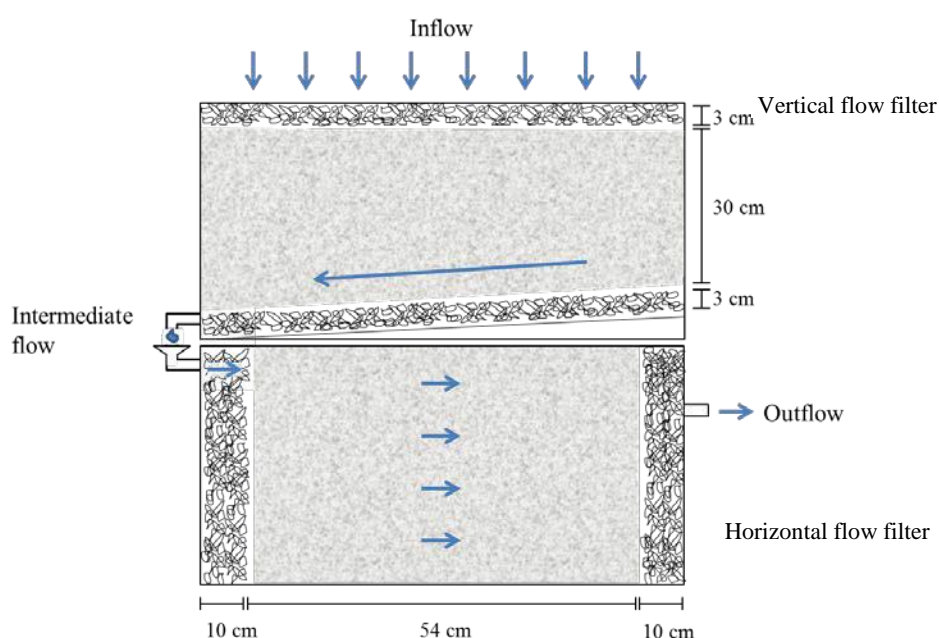 Inflow
Vertical flow filter
3 cm
30 cm
3 cm
Intermediate
flow
Outflow
Horizontal flow filter
10 cm
54 cm
10 cm